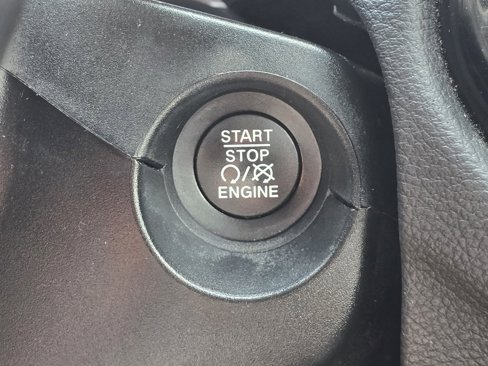 START
STOP
/
ENGINE